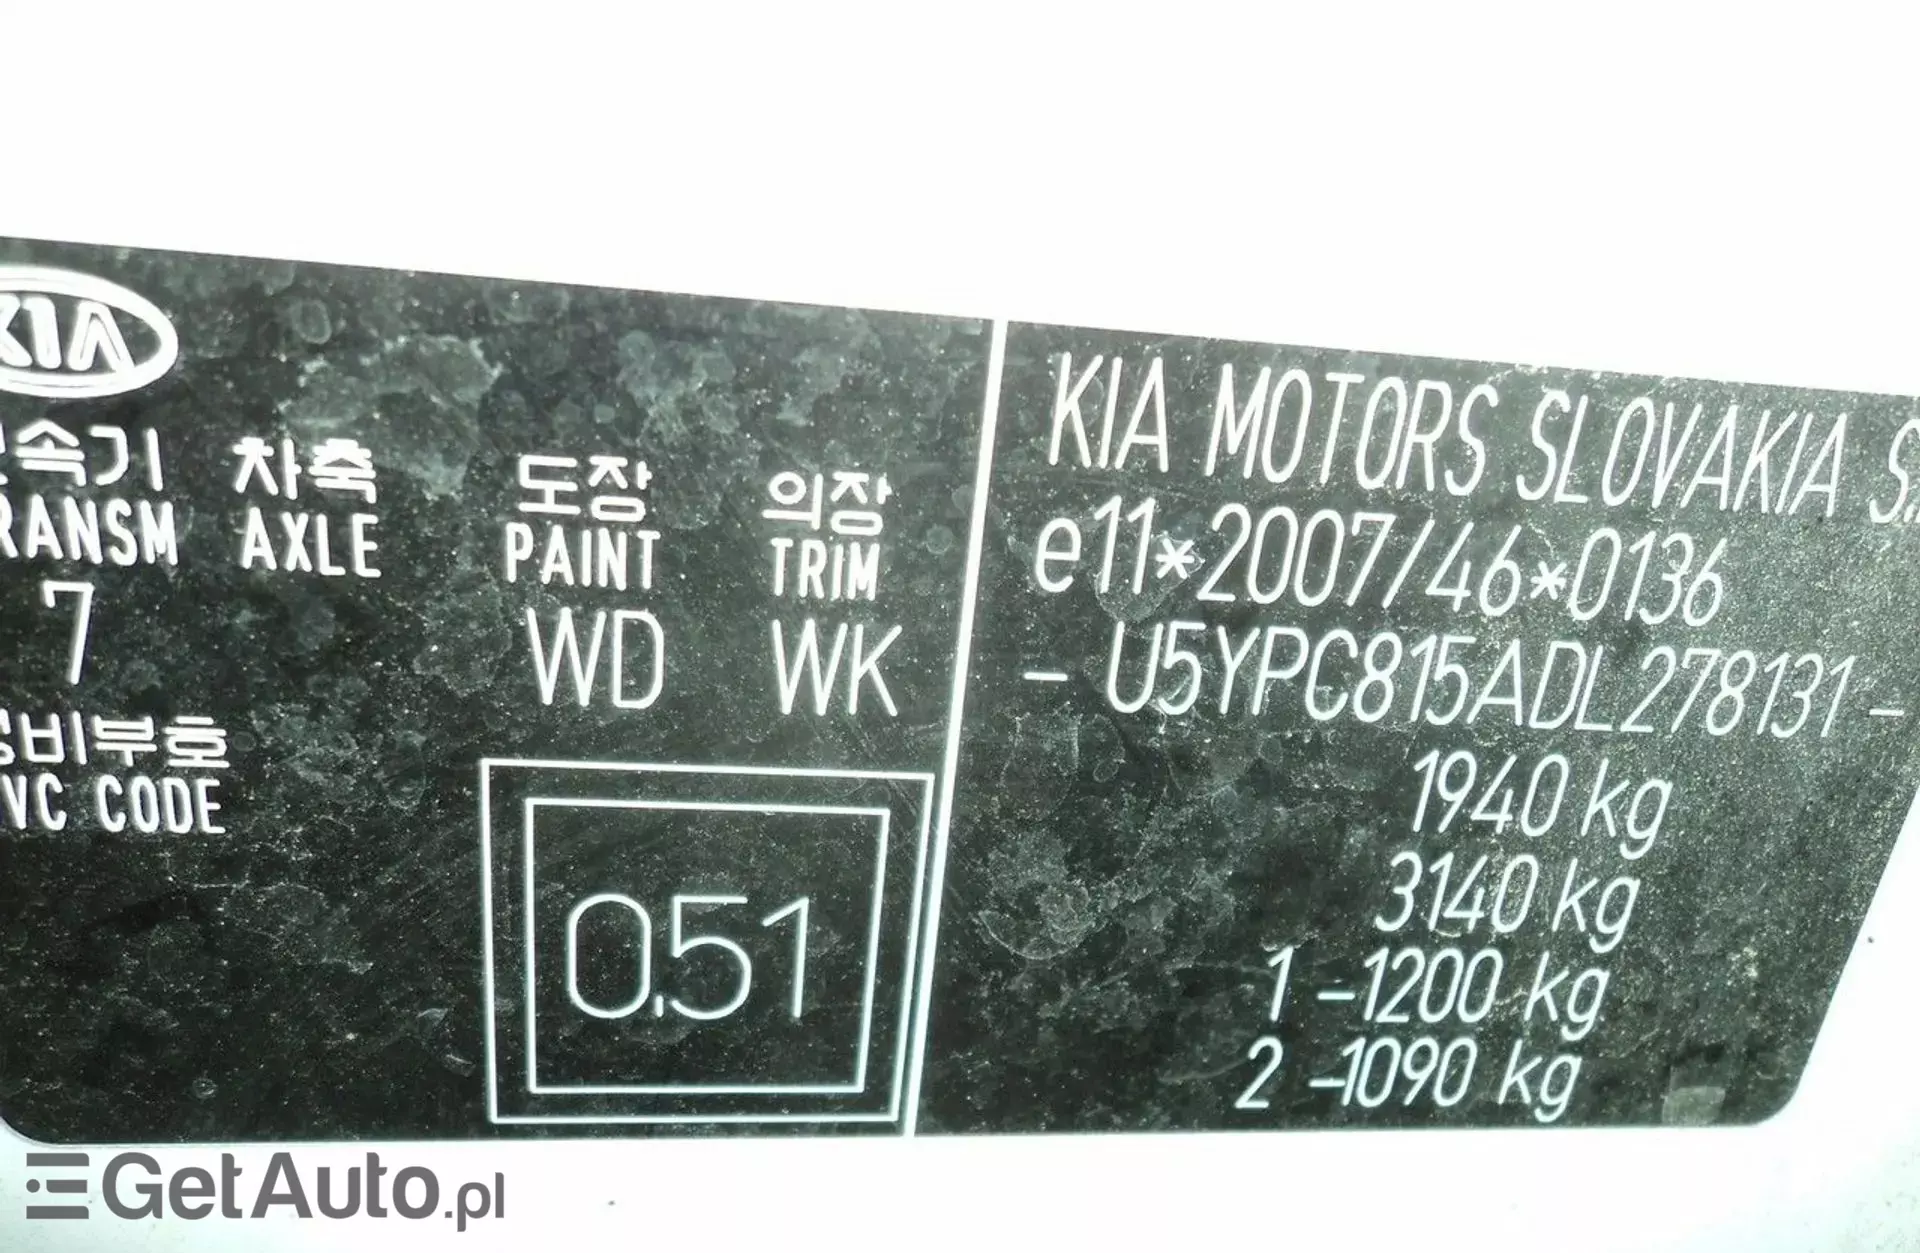 KIA
속기 차축 도장 의장
RANSM AXLE PAINT TRIM
7 WD WK
비부호
VC CODE
0.51
KIA MOTORS SLOVAKIA S.
e11*2007/46*0136
- U5YPC815ADL278131 -
1940 kg
3140 kg
1 -1200 kg
2 -1090 kg
GetAuto.pl